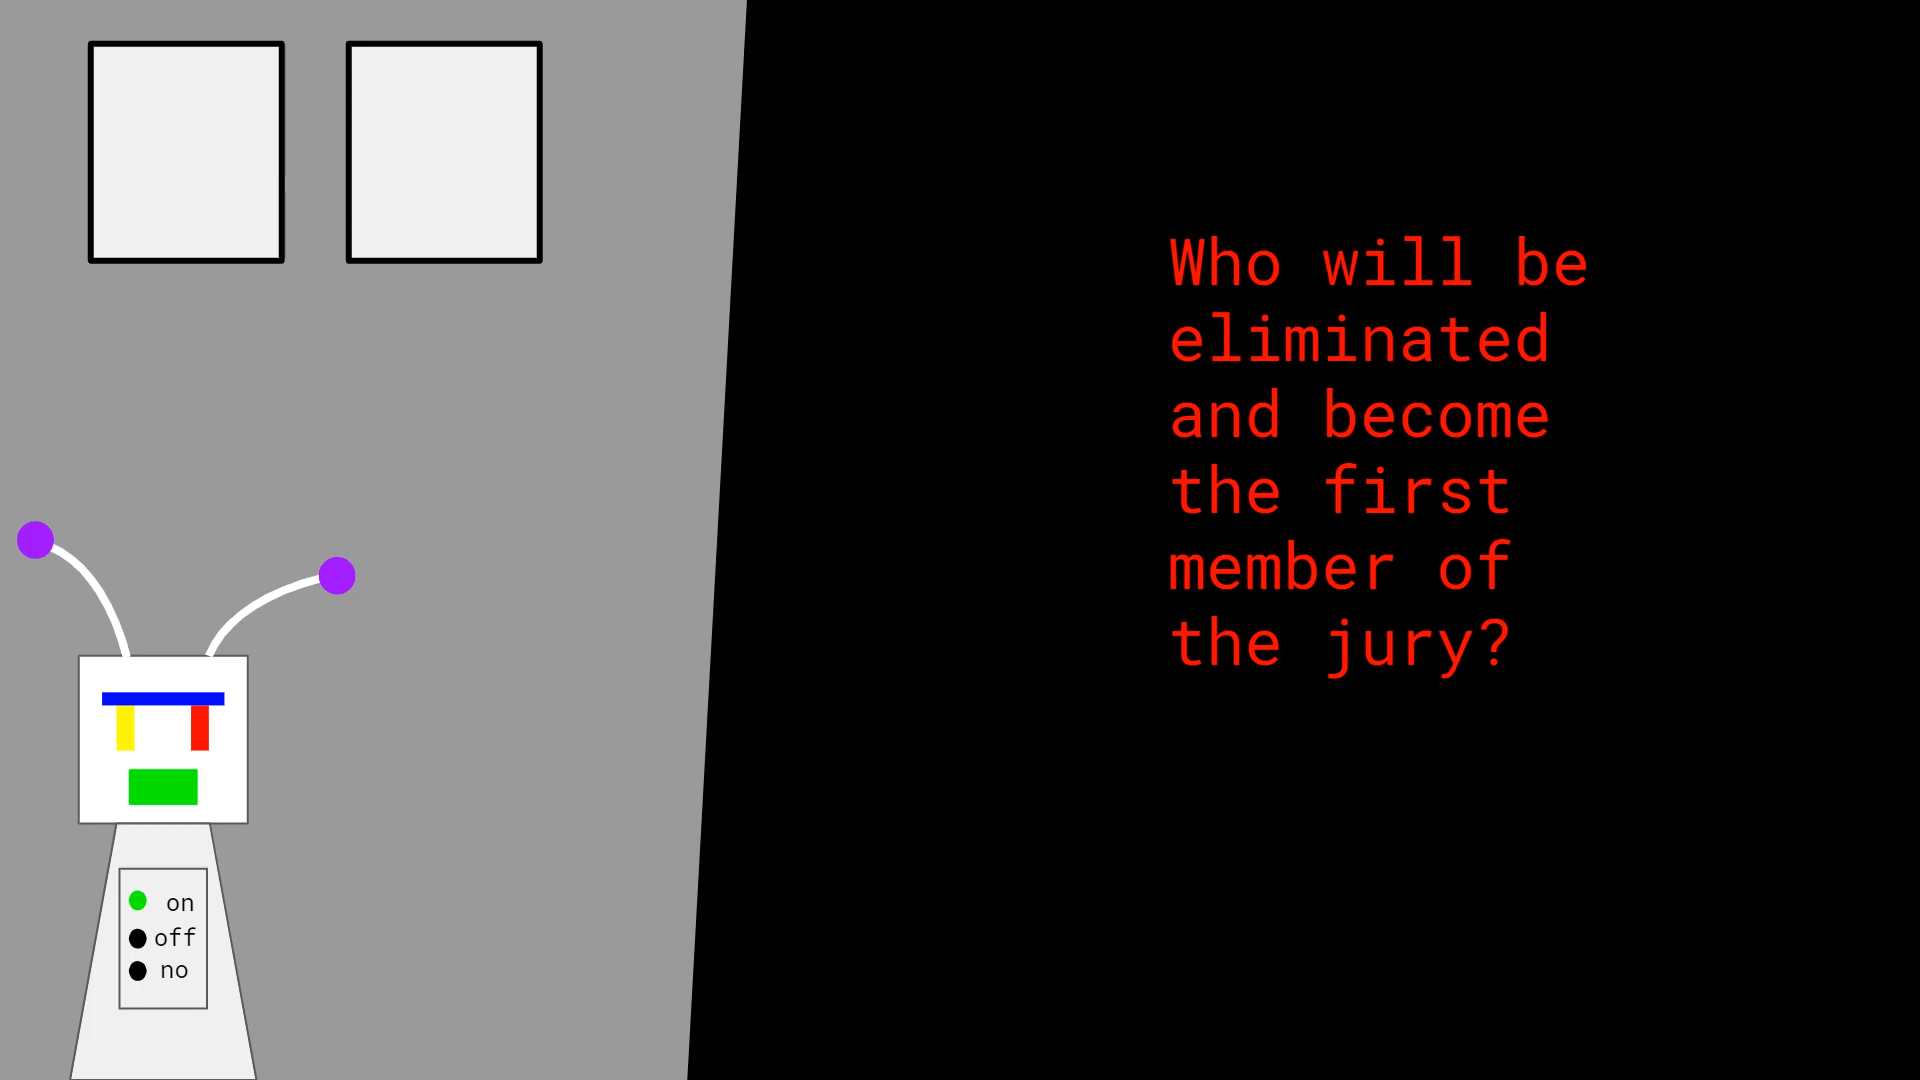 Who will be
eliminated
and become
the first
member of
the jury?
on
off
no